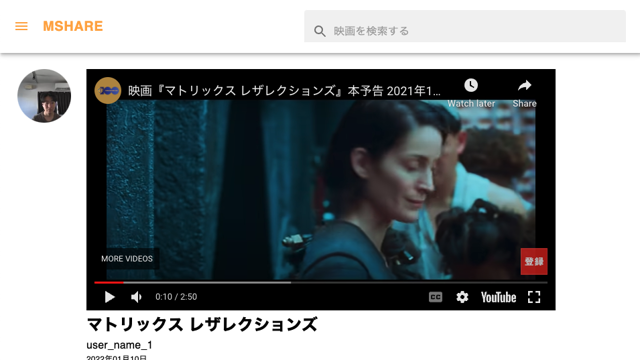 MSHARE
映画を検索する
映画『マトリックス レザレクションズ』本予告 2021年1...
Watch later
Share
MORE VIDEOS
登録
0:10 / 2:50
CC
YouTube
マトリックス レザレクションズ
user_name_1
2022年01月10日